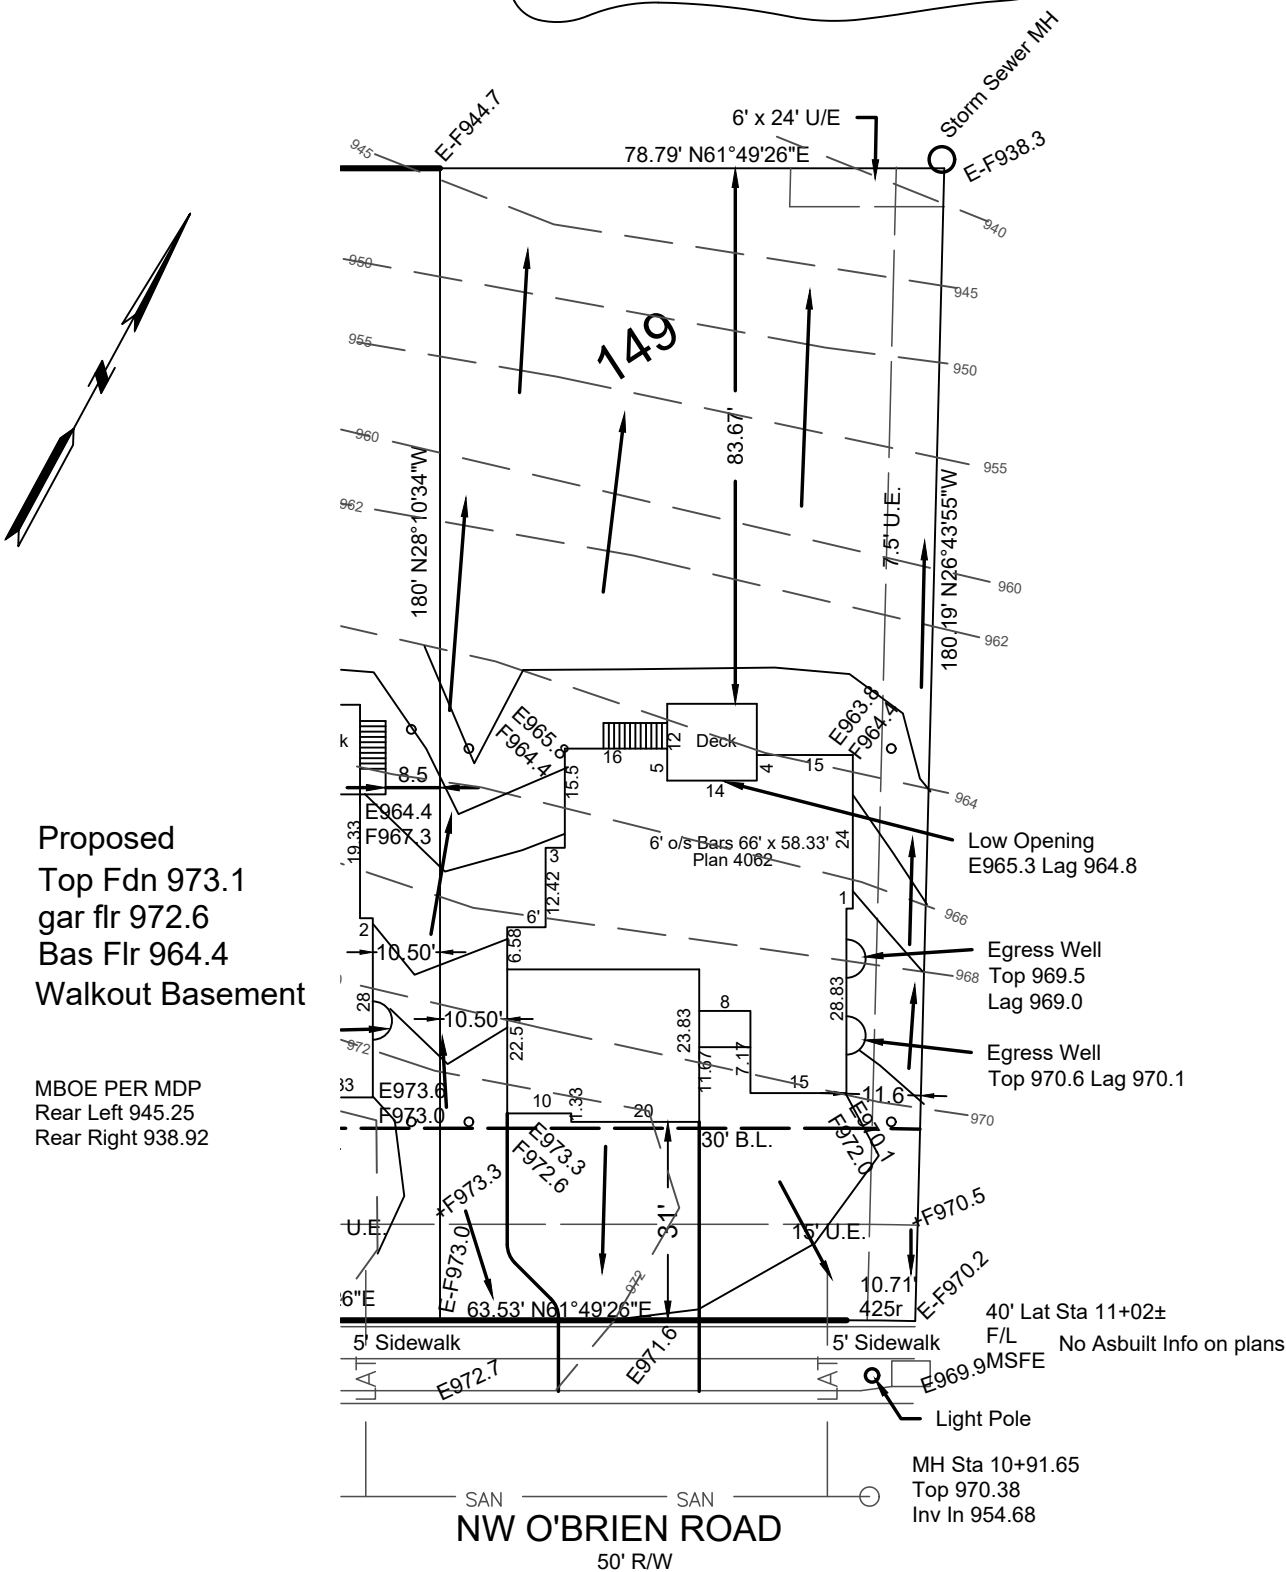 Storm Sewer MH
6' x 24' U/E
E-F944.7
E-F938.3
78.79' N61°49'26"E
945
940
950
945
149
955
950
83.67'
960
955
180' N28°10'34"W
7.5' U.E.
180.19' N26°43'55"W
962
960
962
E965.8
F964.4
E963.8
F964.4
k
12
Deck
16
5
4
15
8.5
15.5
14
964
E964.4
F967.3
19.33
6' o/s Bars 66' x 58.33'
Plan 4062
24
Low Opening
E965.3 Lag 964.8
Proposed
Top Fdn 973.1
gar flr 972.6
Bas Flr 964.4
Walkout Basement
3
12.42
1
966
2
6'
10.50'
6.58
Egress Well
Top 969.5
Lag 969.0
968
28
10.50'
22.5
8
23.83
28.83
972
11.67
7.17
Egress Well
Top 970.6 Lag 970.1
MBOE PER MDP
Rear Left 945.25
Rear Right 938.92
33
E973.6
F973.0
10
1.33
20
15
11.6
970
E973.3
F972.6
30' B.L.
E970.1
F972.0
+F973.3
+F970.5
U.E.
31'
15' U.E.
E-F973.0
972
10.71'
425r
E-F970.2
6"E
63.53' N61°49'26"E
40' Lat Sta 11+02±
F/L
MSFE
No Asbuilt Info on plans
5' Sidewalk
5' Sidewalk
LAT
E972.7
E971.6
LAT
E969.9
Light Pole
MH Sta 10+91.65
Top 970.38
Inv In 954.68
SAN
SAN
NW O'BRIEN ROAD
50' R/W